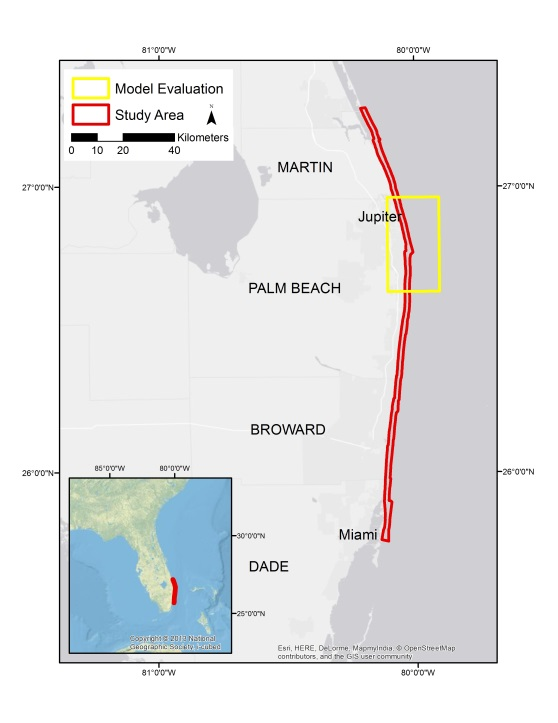 81°0'0"W
80°0'0"W
Model Evaluation
Study Area
N
Kilometers
0 10 20 40
MARTIN
27°0'0"N
27°0'0"N
Jupiter
PALM BEACH
BROWARD
26°0'0"N
26°0'0"N
85°0'0"W
80°0'0"W
30°0'0"N
25°0'0"N
Miami
DADE
Copyright © 2013 National
Geographic Society, i-cubed
Esri, HERE, DeLorme, MapmyIndia, © OpenStreetMap
contributors, and the GIS user community
81°0'0"W
80°0'0"W